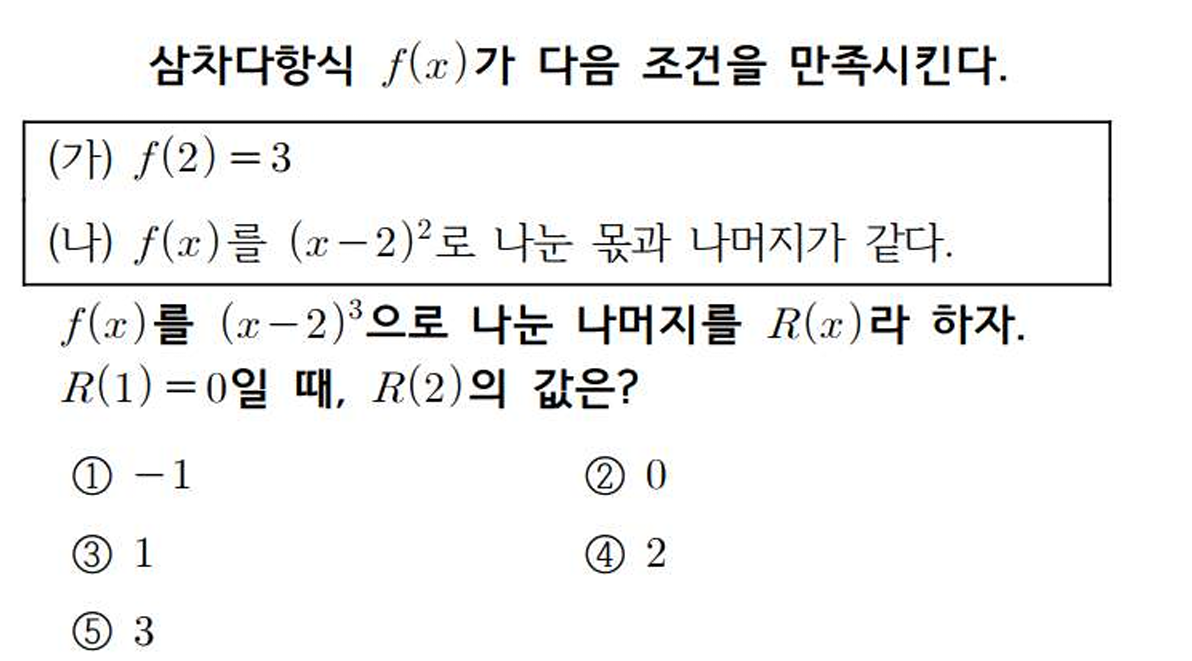 삼차다항식 f(x)가 다음 조건을 만족시킨다.
(가) f(2)=3
(나) f(x)를 (x-2)²로 나눈 몫과 나머지가 같다.
f(x)를 (x-2)³으로 나눈 나머지를 R(x)라 하자.
R(1)=0일 때, R(2)의 값은?
① -1 ② 0
③ 1 ④ 2
⑤ 3